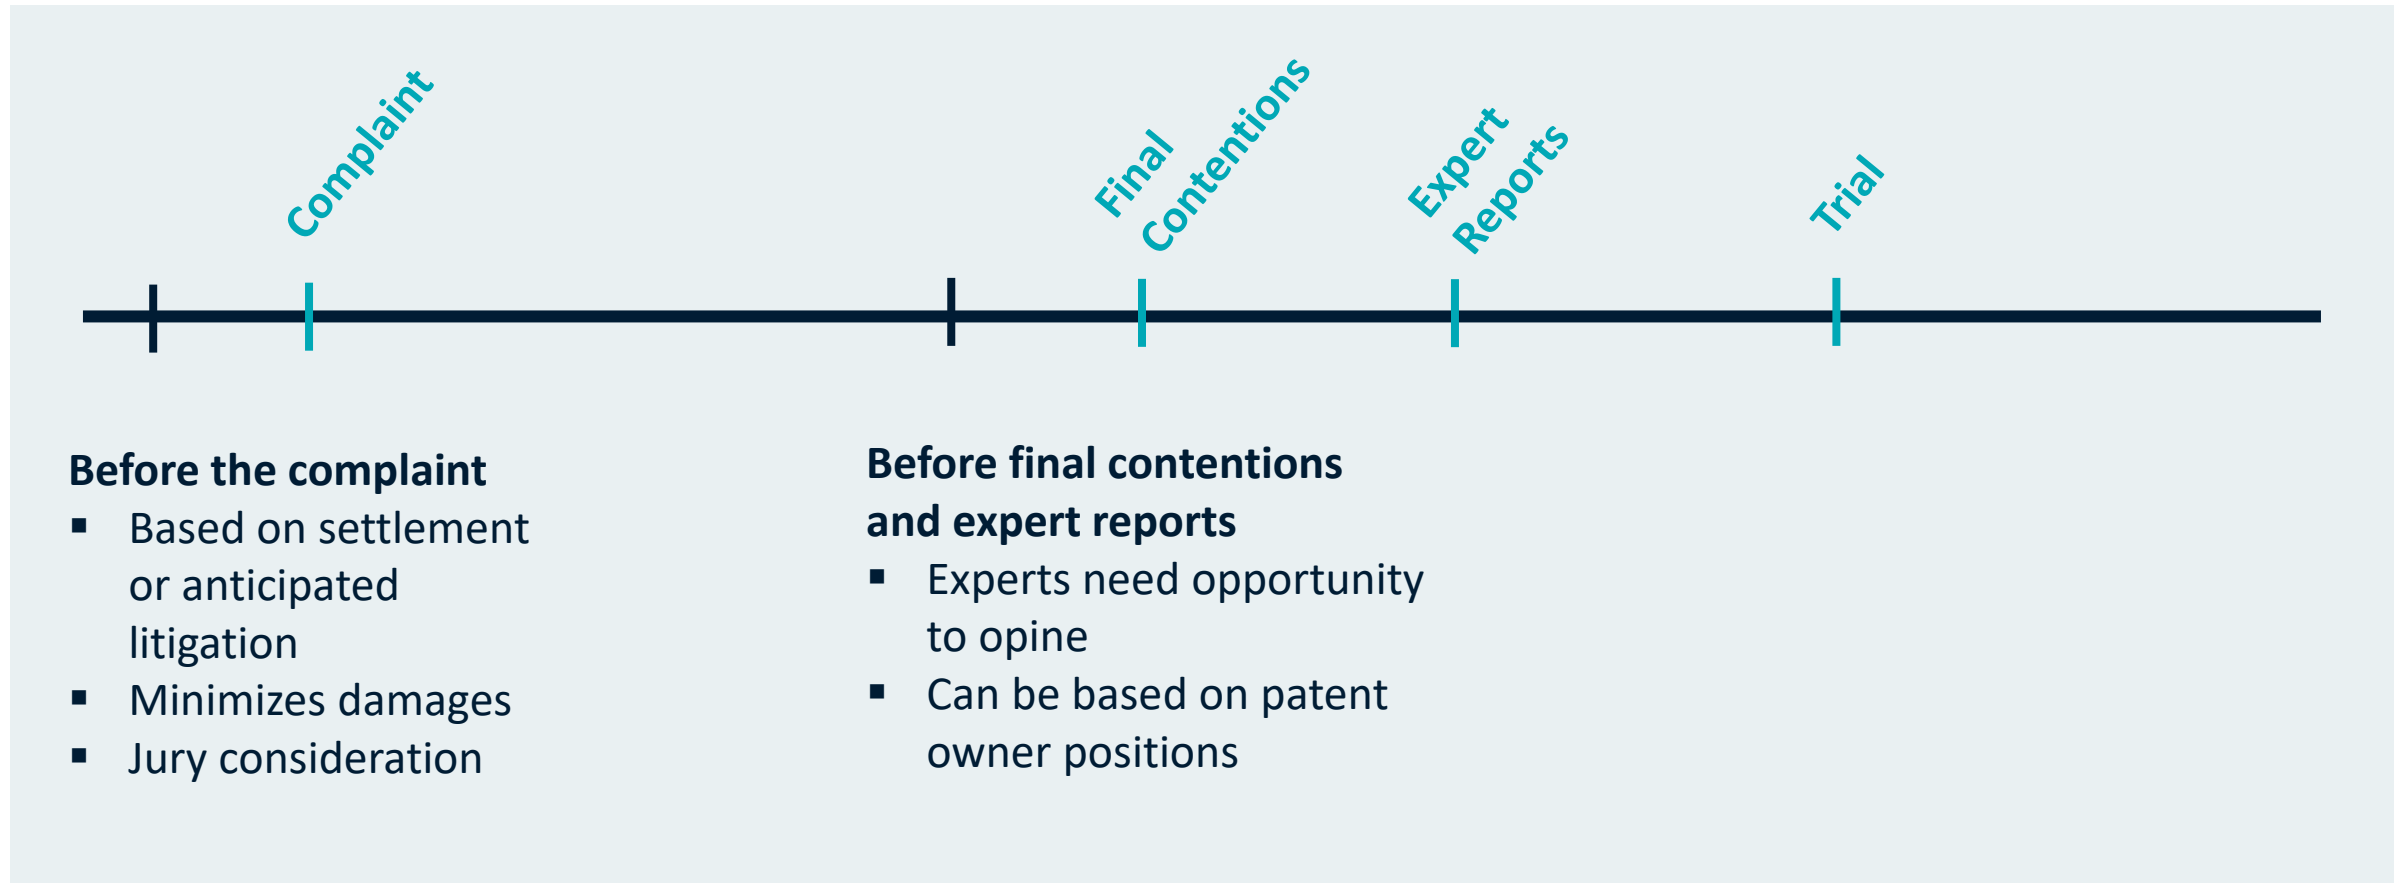 Complaint
Final
Contentions
Expert
Reports
Trial
Before the complaint
▪ Based on settlement
or anticipated
litigation
▪ Minimizes damages
▪ Jury consideration
Before final contentions
and expert reports
▪ Experts need opportunity
to opine
▪ Can be based on patent
owner positions